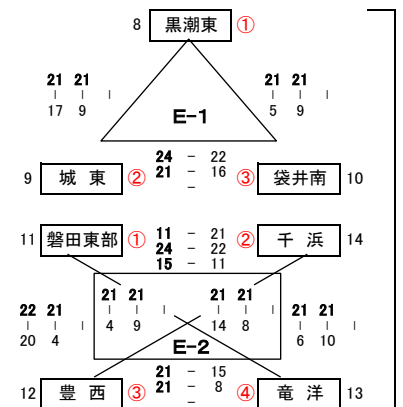 8 黒潮東 ①
21 21 21 21
| | | | | |
17 9 5 9
E-1
24 - 22
9 城 東 ② 21 - 16 ③ 袋井南 10
-
11 磐田東部 ① 11 - 21 ② 千 浜 14
24 - 22
15 - 11
21 21 21 21
22 21 | | | | | | 21 21
| | | 4 9 14 8 | | |
20 4 6 10
E-2
21 - 15
12 豊 西 ③ 21 - 8 ④ 竜 洋 13
-